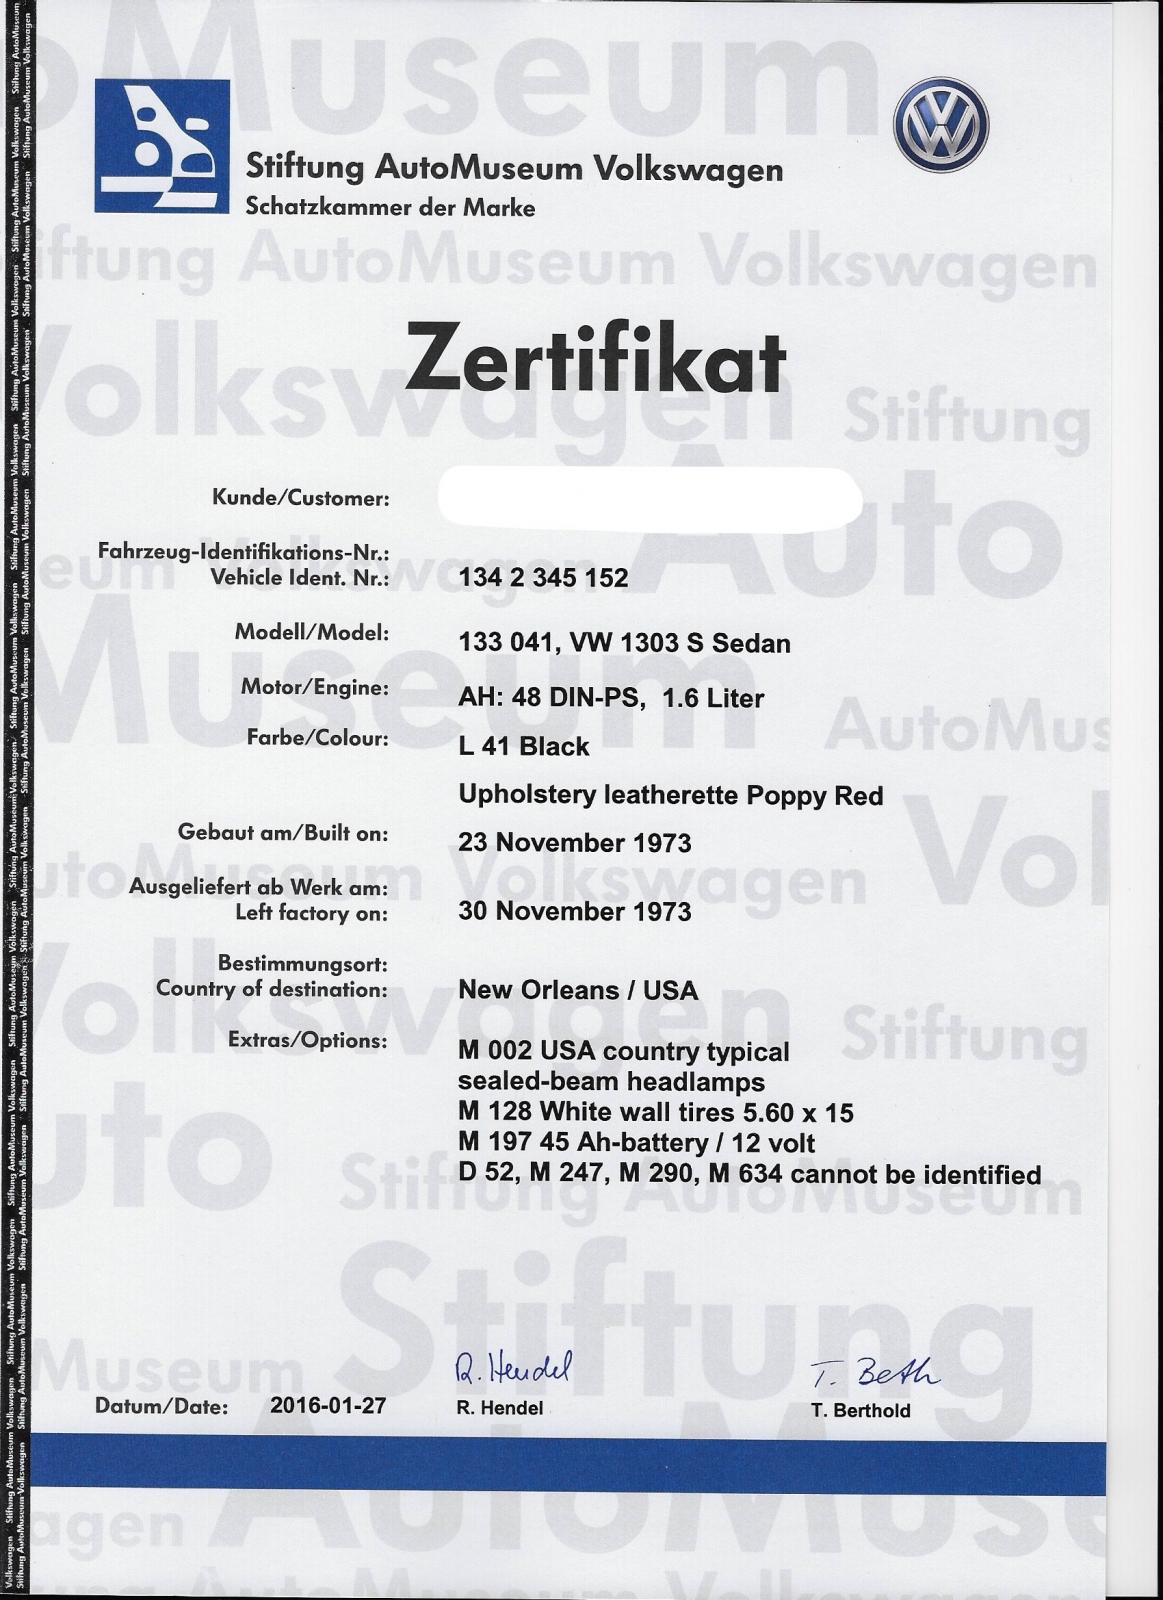 Stiftung AutoMuseum Volkswagen
Schatzkammer der Marke
Zertifikat
Kunde/Customer:
Fahrzeug-Identifikations-Nr.:
Vehicle Ident. Nr.: 134 2 345 152
Modell/Model: 133 041, VW 1303 S Sedan
Motor/Engine: AH: 48 DIN-PS, 1.6 Liter
Farbe/Colour: L 41 Black
Upholstery leatherette Poppy Red
Gebaut am/Built on: 23 November 1973
Ausgeliefert ab Werk am:
Left factory on: 30 November 1973
Bestimmungsort:
Country of destination: New Orleans / USA
Extras/Options: M 002 USA country typical
sealed-beam headlamps
M 128 White wall tires 5.60 x 15
M 197 45 Ah-battery / 12 volt
D 52, M 247, M 290, M 634 cannot be identified
R. Hendel T. Berth
Datum/Date: 2016-01-27 R. Hendel T. Berthold